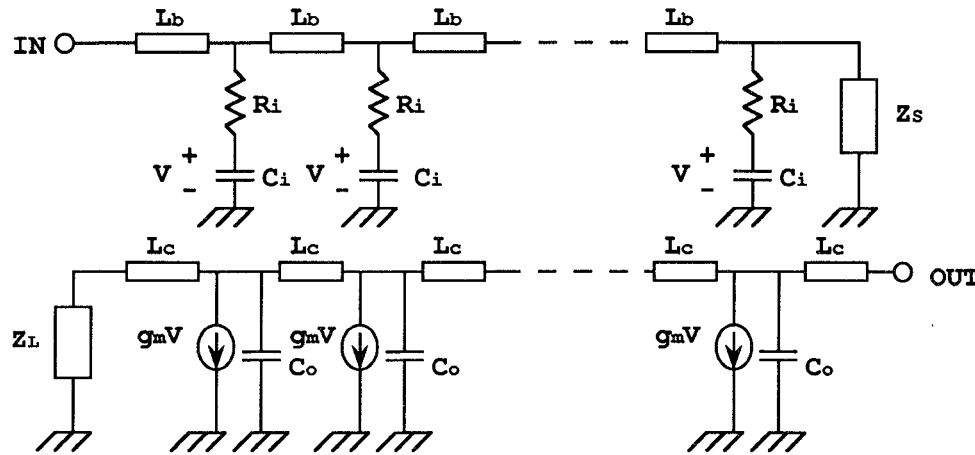 Lb Lb Lb Lb
IN
Ri Ri Ri
Zs
V + - Ci V + - Ci V + - Ci
Lc Lc Lc Lc Lc
OUT
ZL
gmV gmV gmV
Co Co Co